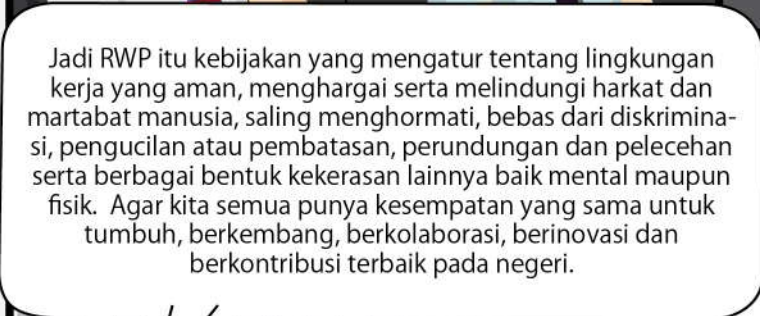 Jadi RWP itu kebijakan yang mengatur tentang lingkungan
kerja yang aman, menghargai serta melindungi harkat dan
martabat manusia, saling menghormati, bebas dari diskrimina-
si, pengucilan atau pembatasan, perundungan dan pelecehan
serta berbagai bentuk kekerasan lainnya baik mental maupun
fisik. Agar kita semua punya kesempatan yang sama untuk
tumbuh, berkembang, berkolaborasi, berinovasi dan
berkontribusi terbaik pada negeri.